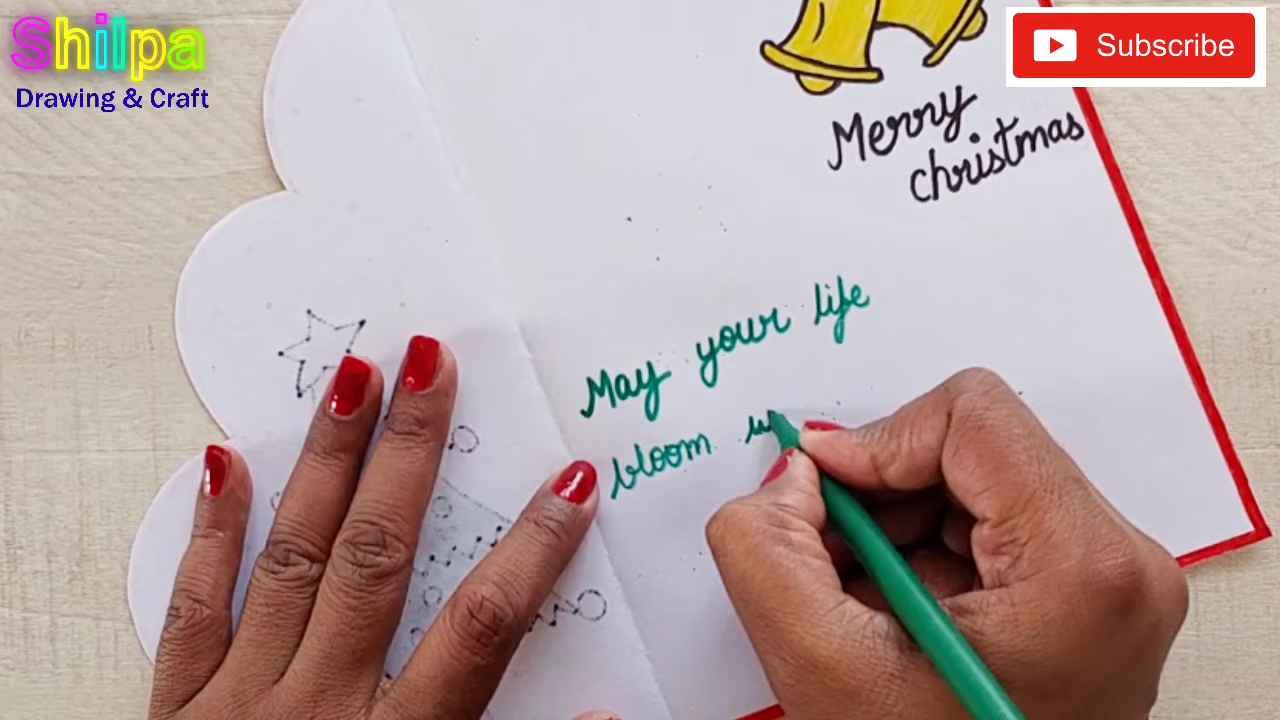 Shilpa
Drawing & Craft
Subscribe
Merry
christmas
May your life
bloom